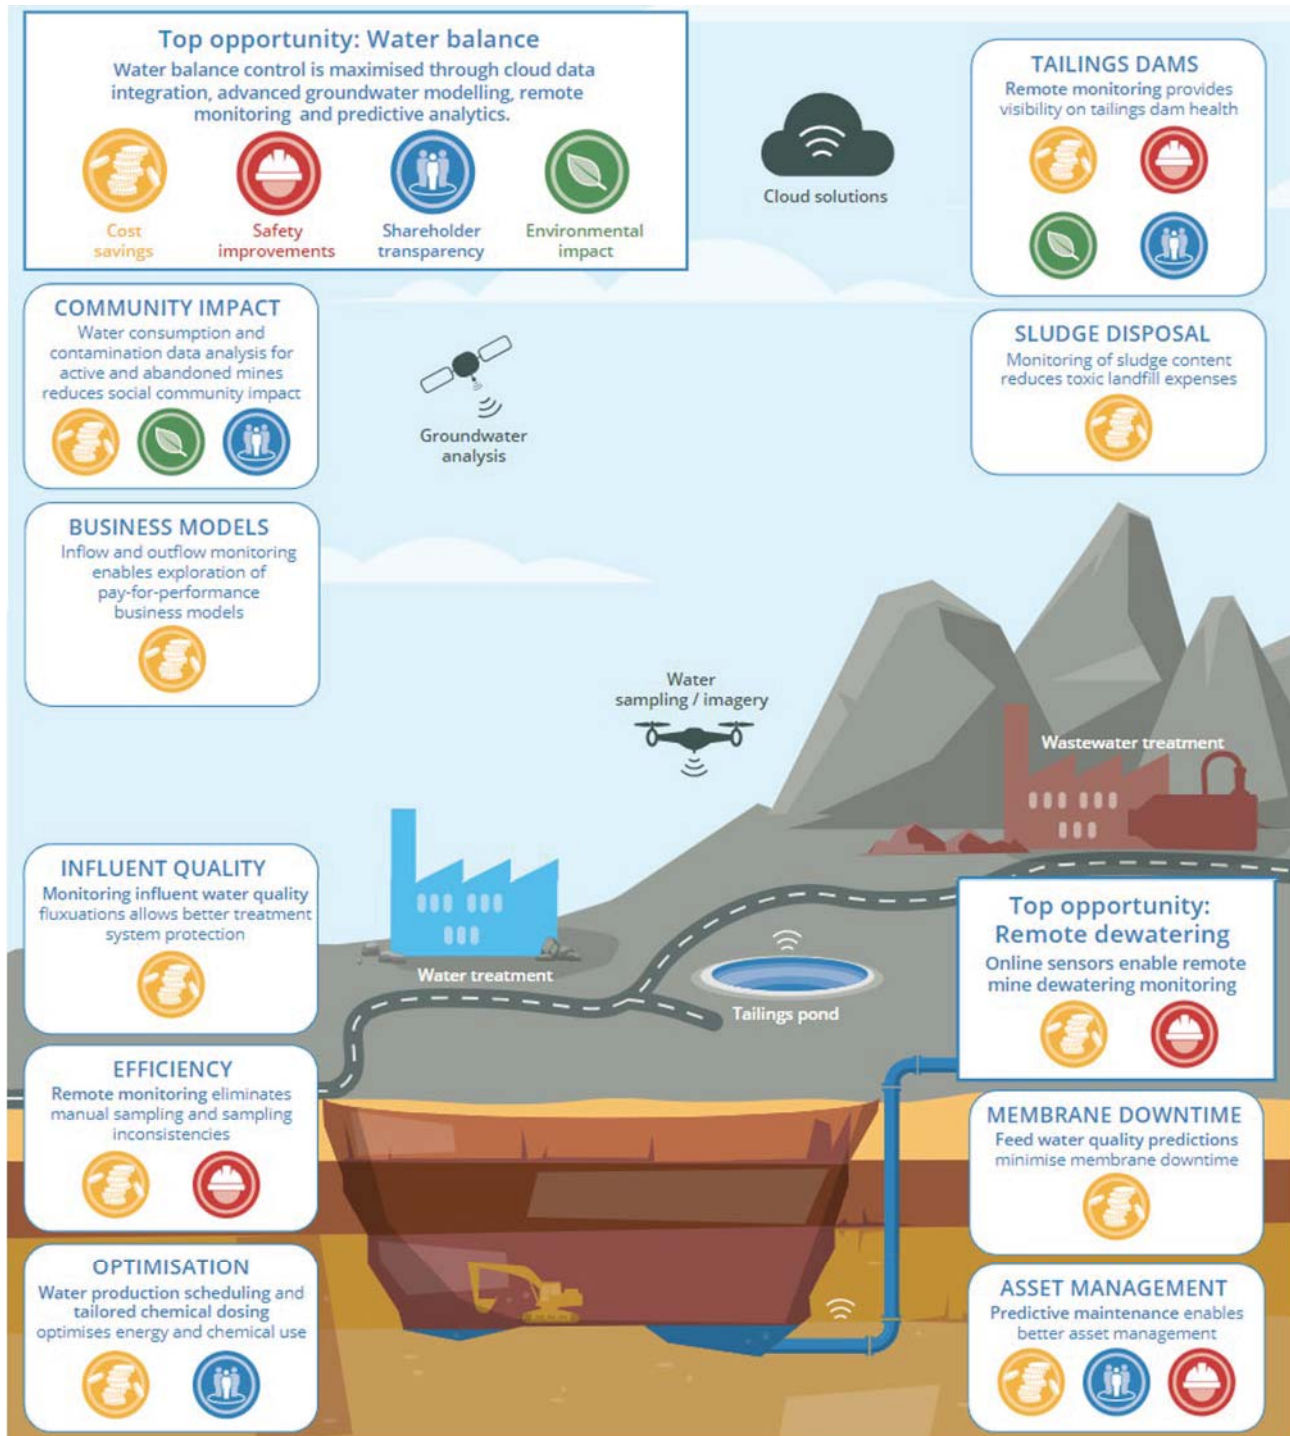 Top opportunity: Water balance
Water balance control is maximised through cloud data
integration, advanced groundwater modelling, remote
monitoring and predictive analytics.
Cost
savings
Safety
improvements
Shareholder
transparency
Environmental
impact
COMMUNITY IMPACT
Water consumption and
contamination data analysis for
active and abandoned mines
reduces social community impact
BUSINESS MODELS
Inflow and outflow monitoring
enables exploration of
pay-for-performance
business models
INFLUENT QUALITY
Monitoring influent water quality
fluxuations allows better treatment
system protection
EFFICIENCY
Remote monitoring eliminates
manual sampling and sampling
inconsistencies
OPTIMISATION
Water production scheduling and
tailored chemical dosing
optimises energy and chemical use
Cloud solutions
Groundwater
analysis
Water
sampling / imagery
Water treatment
Tailings pond
Wastewater treatment
TAILINGS DAMS
Remote monitoring provides
visibility on tailings dam health
SLUDGE DISPOSAL
Monitoring of sludge content
reduces toxic landfill expenses
Top opportunity:
Remote dewatering
Online sensors enable remote
mine dewatering monitoring
MEMBRANE DOWNTIME
Feed water quality predictions
minimise membrane downtime
ASSET MANAGEMENT
Predictive maintenance enables
better asset management